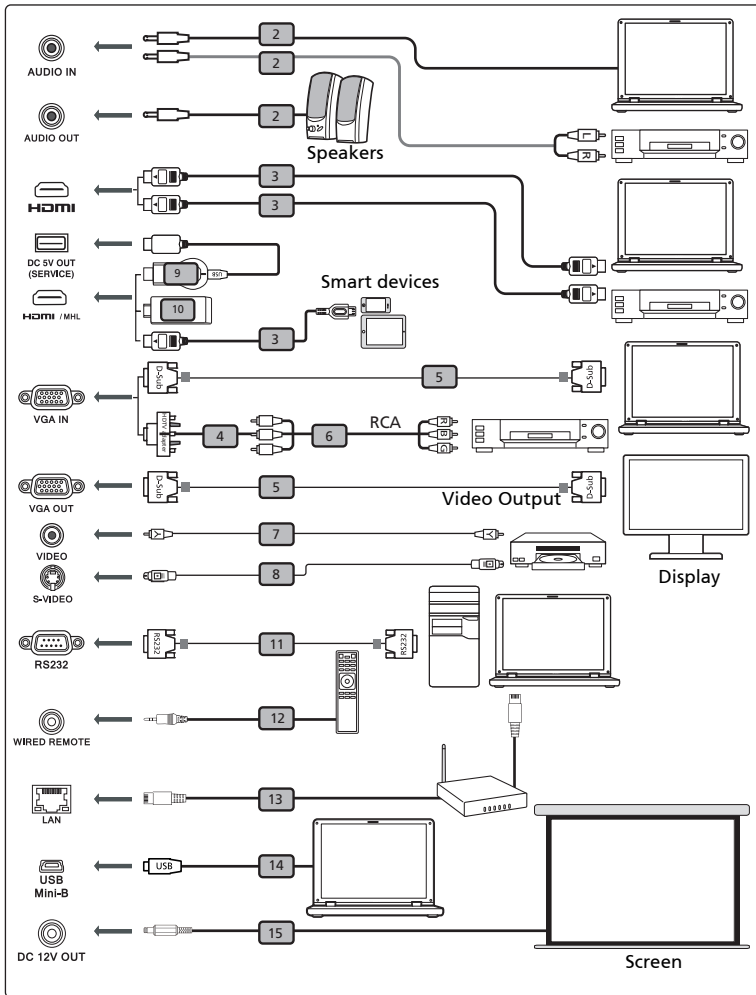 2
AUDIO IN
2
AUDIO OUT
2
Speakers
L
R
3
HDMI
3
DC 5V OUT
(SERVICE)
9
USB
10
Smart devices
HDMI / MHL
3
D-Sub
5
D-Sub
VGA IN
HDTV adapter
4
6
RCA
R
B
G
D-Sub
5
Video Output
D-Sub
VGA OUT
VIDEO
7
Display
S-VIDEO
8
RS232
RS232
11
RS232
WIRED REMOTE
12
LAN
13
USB
Mini-B
USB
14
DC 12V OUT
15
Screen